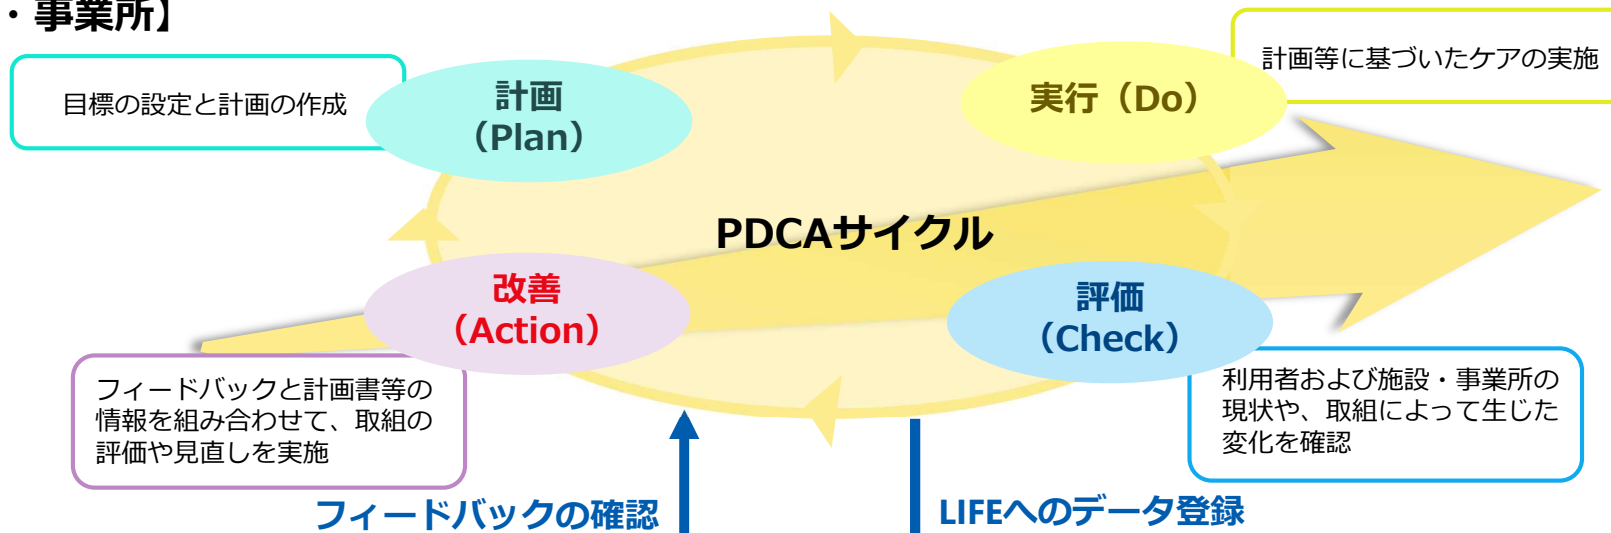 ・事業所】
目標の設定と計画の作成
計画
（Plan）
実行（Do）
計画等に基づいたケアの実施
PDCAサイクル
改善
（Action）
評価
（Check）
フィードバックと計画書等の
情報を組み合わせて、取組の
評価や見直しを実施
利用者および施設・事業所の
現状や、取組によって生じた
変化を確認
フィードバックの確認
LIFEへのデータ登録